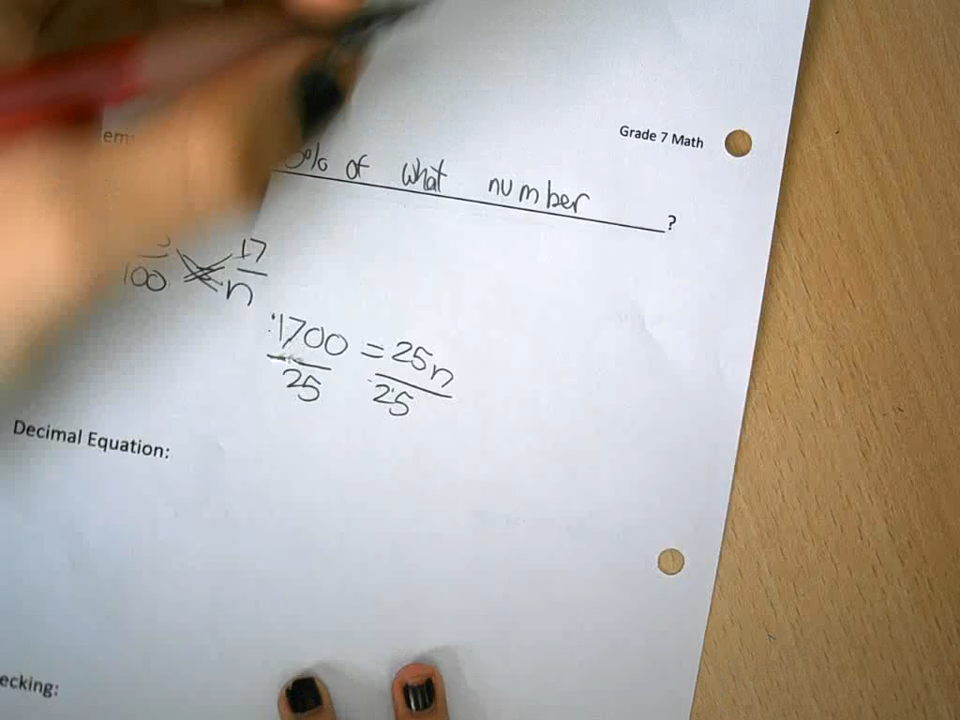 Grade 7 Math
% of what number ?
17
100 n
1700 = 25n
25 25
Decimal Equation:
ecking: